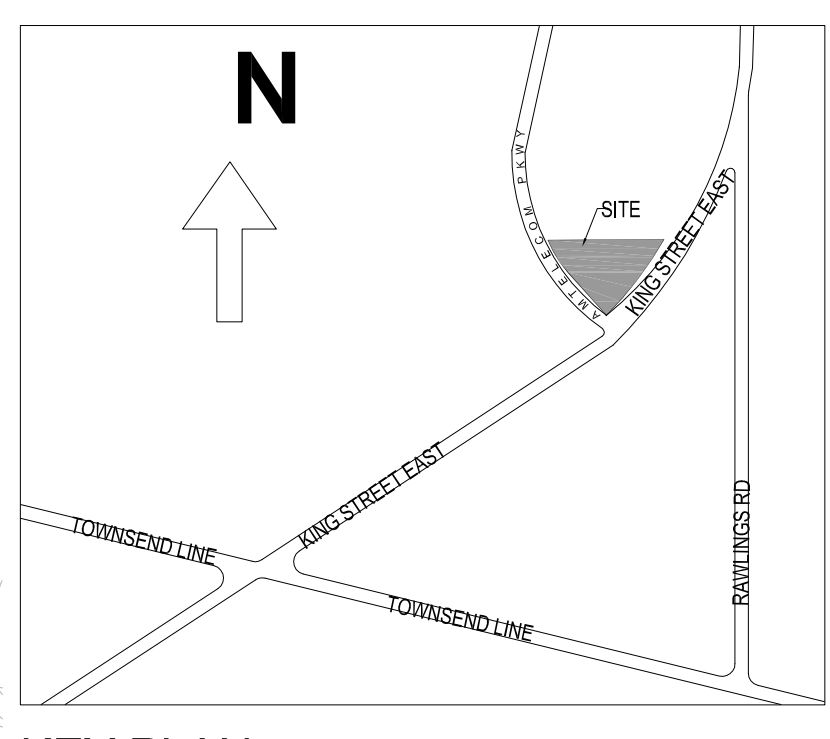 N
AMTELECOM PKWY
SITE
KING STREET EAST
KING STREET EAST
TOWNSEND LINE
TOWNSEND LINE
RAWLINGS RD